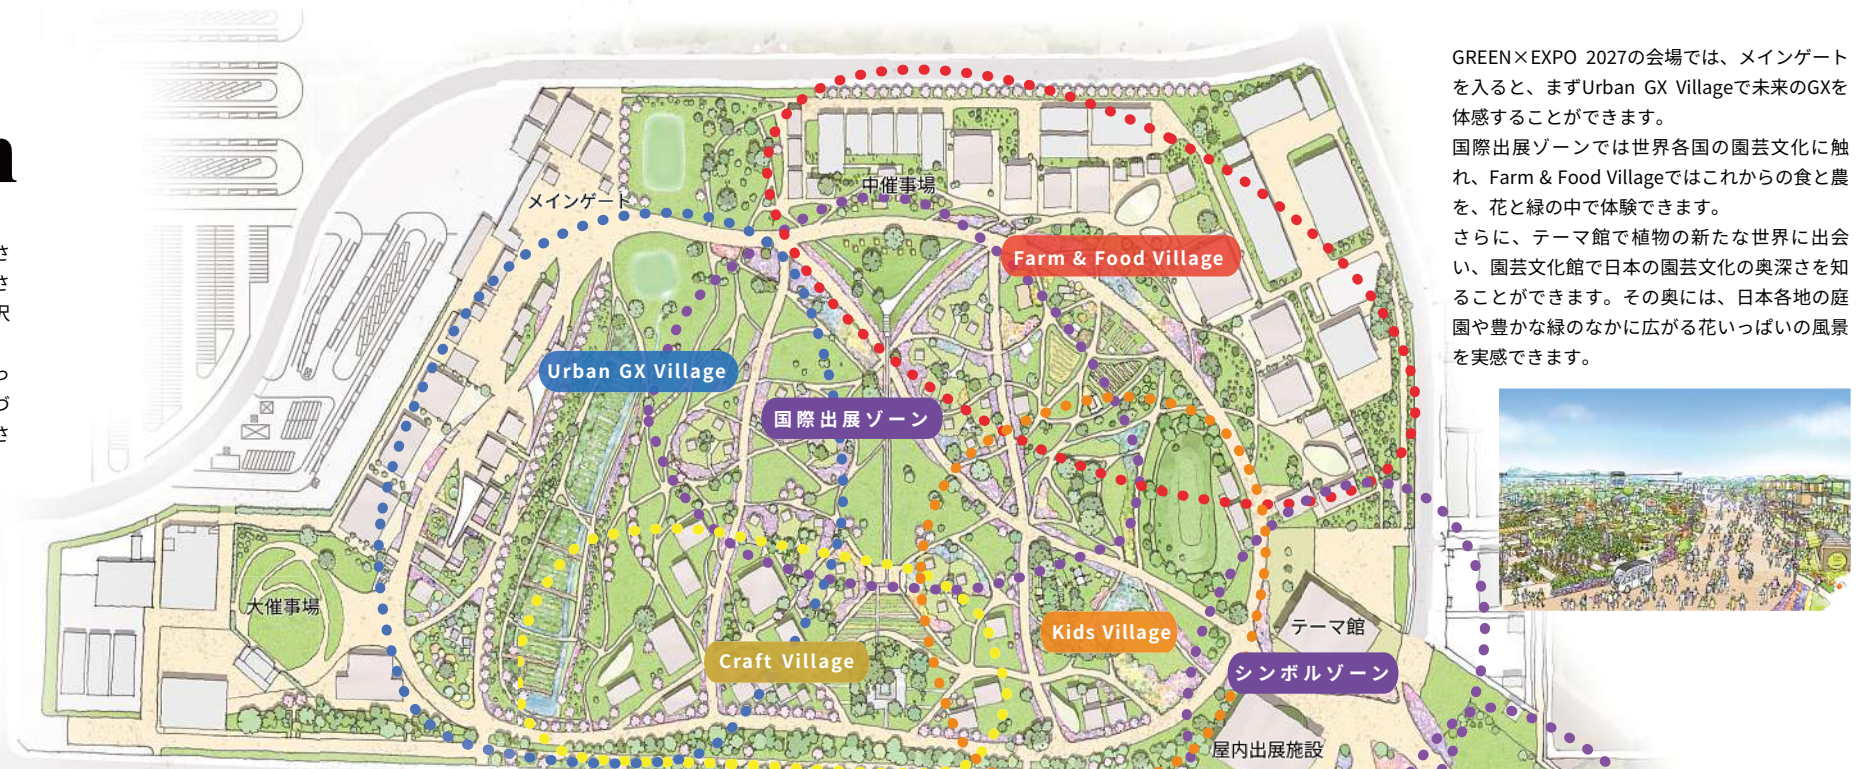 GREEN×EXPO 2027の会場では、メインゲート
を入ると、まずUrban GX Villageで未来のGXを
体感することができます。
国際出展ゾーンでは世界各国の園芸文化に触
れ、Farm & Food Villageではこれからの食と農
を、花と緑の中で体験できます。
さらに、テーマ館で植物の新たな世界に出会
い、園芸文化館で日本の園芸文化の奥深さを知
ることができます。その奥には、日本各地の庭
園や豊かな緑のなかに広がる花いっぱいの風景
を実感できます。
中催事場
メインゲート
Farm & Food Village
Urban GX Village
国際出展ゾーン
大催事場
テーマ館
Kids Village
Craft Village
シンボルゾーン
屋内出展施設
さ
さ
沢
っ
づ
さ